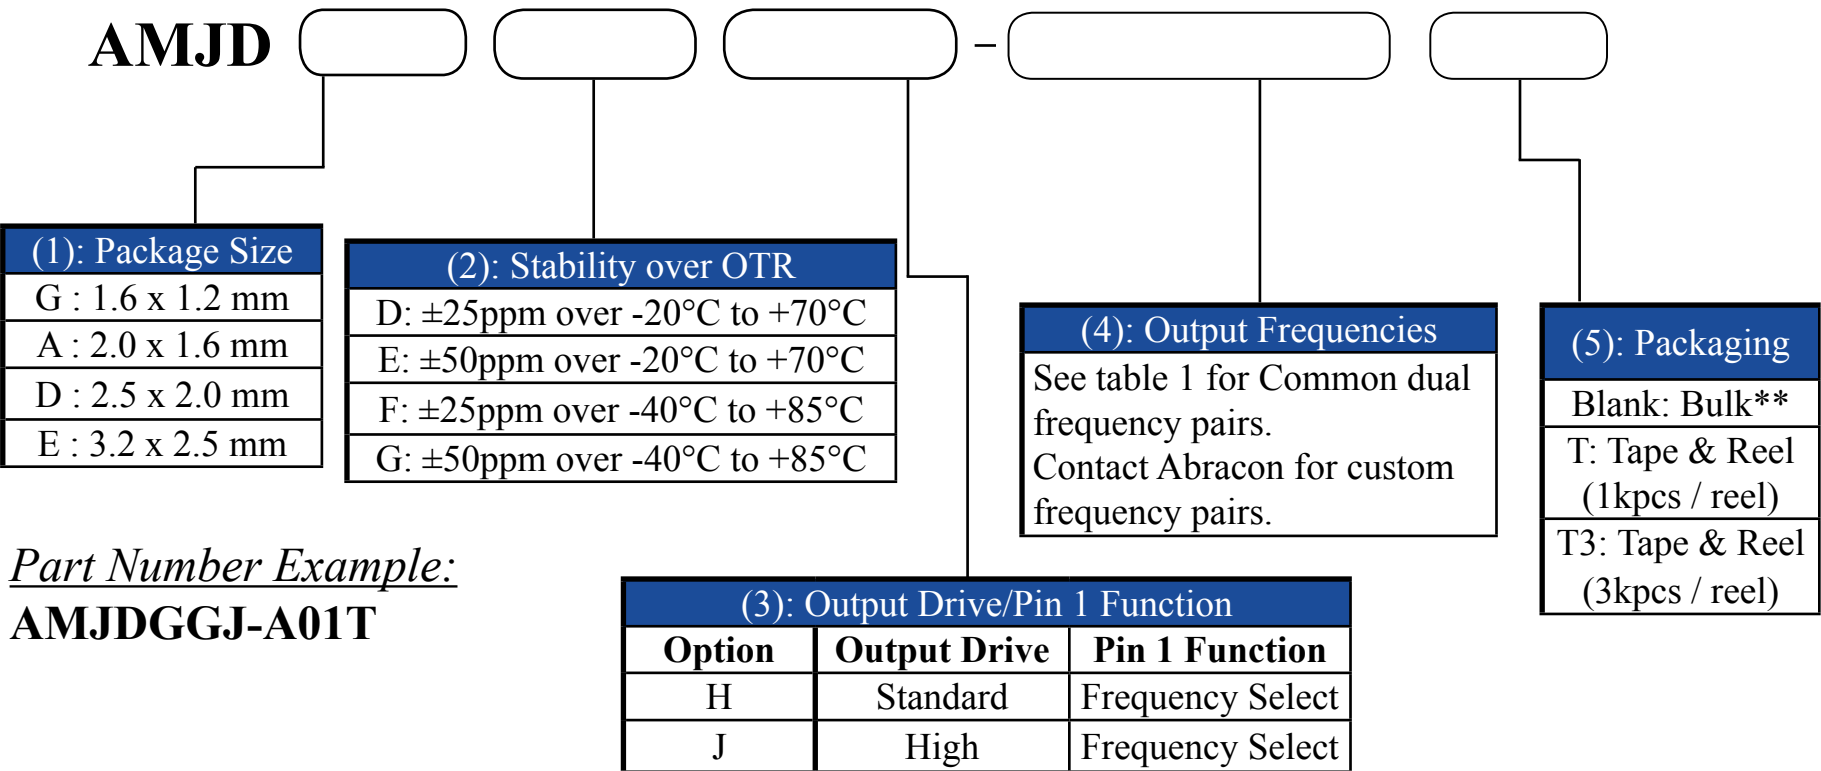 AMJD –
(1): Package Size
G : 1.6 x 1.2 mm
A : 2.0 x 1.6 mm
D : 2.5 x 2.0 mm
E : 3.2 x 2.5 mm
(2): Stability over OTR
D: ±25ppm over -20°C to +70°C
E: ±50ppm over -20°C to +70°C
F: ±25ppm over -40°C to +85°C
G: ±50ppm over -40°C to +85°C
(4): Output Frequencies
See table 1 for Common dual
frequency pairs.
Contact Abracon for custom
frequency pairs.
(5): Packaging
Blank: Bulk**
T: Tape & Reel
(1kpcs / reel)
T3: Tape & Reel
(3kpcs / reel)
Part Number Example:
AMJDGGJ-A01T
(3): Output Drive/Pin 1 Function
Option Output Drive Pin 1 Function
H Standard Frequency Select
J High Frequency Select